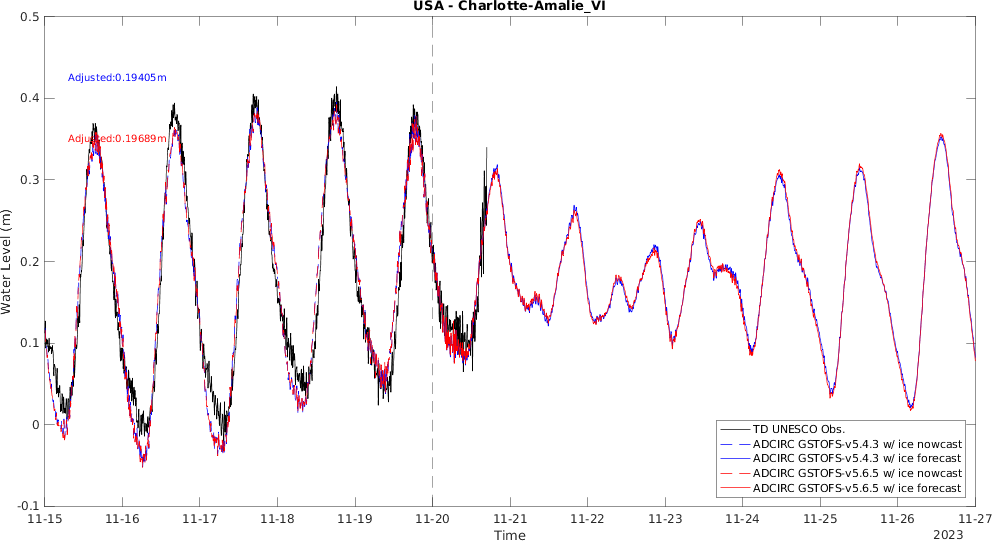 USA - Charlotte-Amalie_VI
0.5
0.4
0.3
0.2
0.1
0
-0.1
Water Level (m)
Adjusted:0.19405m
Adjusted:0.19689m
TD UNESCO Obs.
ADCIRC GSTOFS-v5.4.3 w/ ice nowcast
ADCIRC GSTOFS-v5.4.3 w/ ice forecast
ADCIRC GSTOFS-v5.6.5 w/ ice nowcast
ADCIRC GSTOFS-v5.6.5 w/ ice forecast
11-15 11-16 11-17 11-18 11-19 11-20 11-21 11-22 11-23 11-24 11-25 11-26 11-27
Time
2023